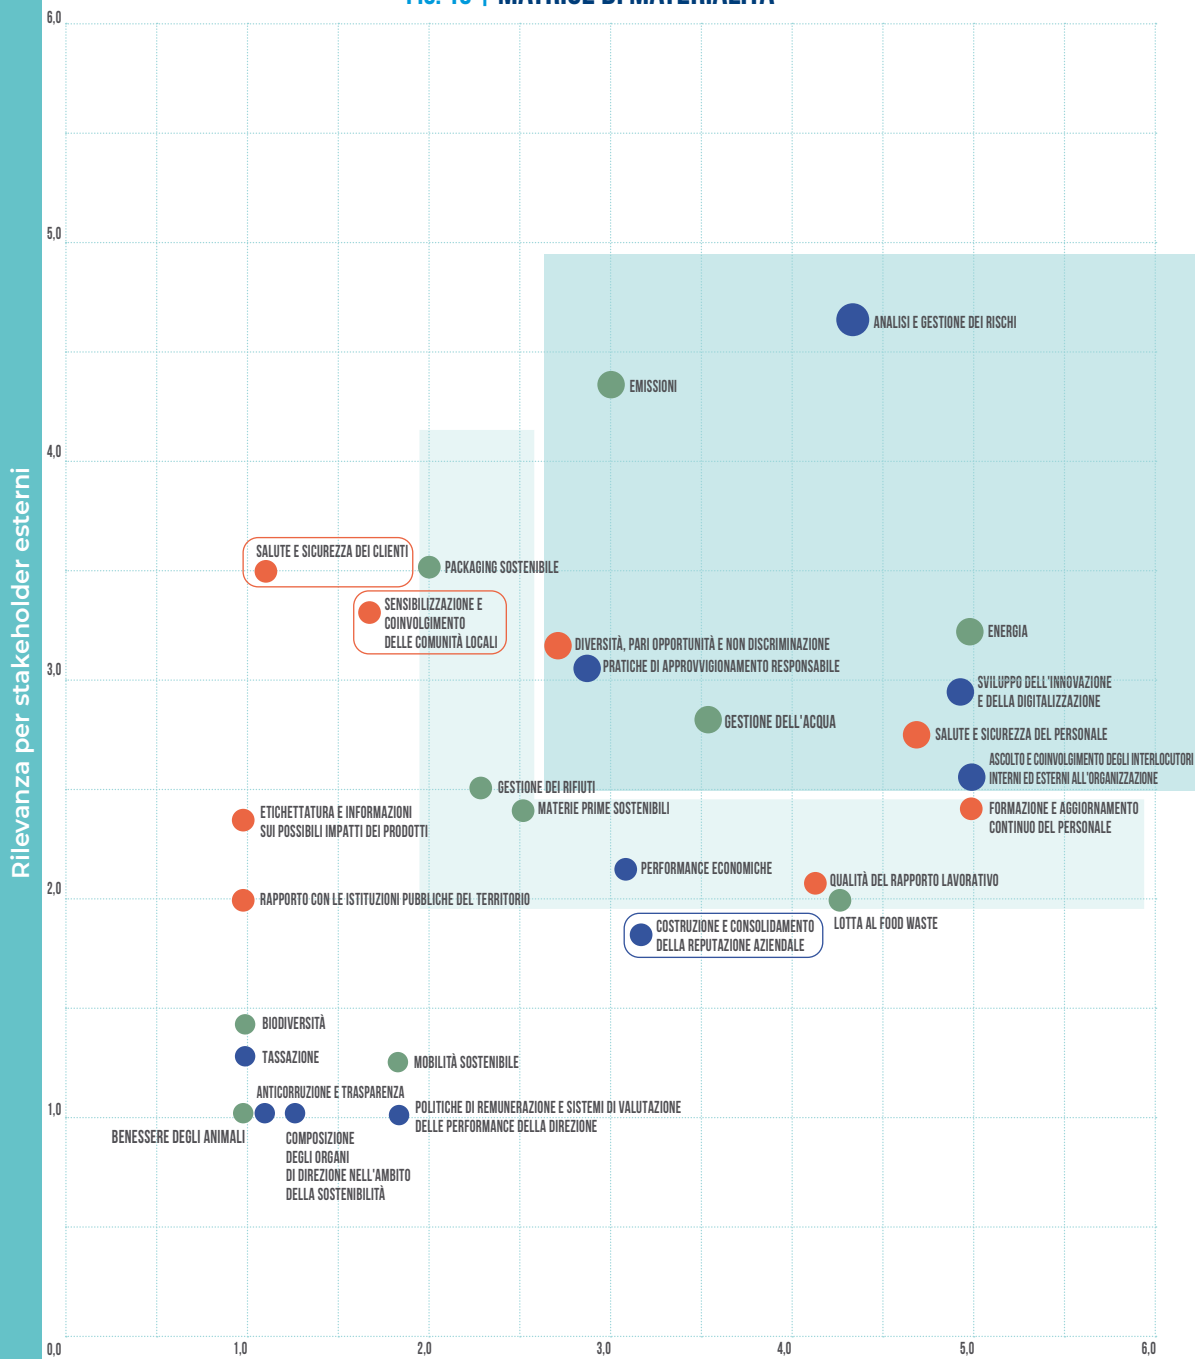 FIG. 10 | MATRICE DI MATERIALITÀ
6,0
5,0
4,0
3,0
2,0
1,0
0,0
Rilevanza per stakeholder esterni
ANALISI E GESTIONE DEI RISCHI
EMISSIONI
SALUTE E SICUREZZA DEI CLIENTI
PACKAGING SOSTENIBILE
SENSIBILIZZAZIONE E
COINVOLGIMENTO
DELLE COMUNITÀ LOCALI
ENERGIA
DIVERSITÀ, PARI OPPORTUNITÀ E NON DISCRIMINAZIONE
PRATICHE DI APPROVVIGIONAMENTO RESPONSABILE
SVILUPPO DELL'INNOVAZIONE
E DELLA DIGITALIZZAZIONE
GESTIONE DELL'ACQUA
SALUTE E SICUREZZA DEL PERSONALE
ASCOLTO E COINVOLGIMENTO DEGLI INTERLOCUTORI
INTERNI ED ESTERNI ALL'ORGANIZZAZIONE
GESTIONE DEI RIFIUTI
MATERIE PRIME SOSTENIBILI
FORMAZIONE E AGGIORNAMENTO
CONTINUO DEL PERSONALE
ETICHETTATURA E INFORMAZIONI
SUI POSSIBILI IMPATTI DEI PRODOTTI
PERFORMANCE ECONOMICHE
QUALITÀ DEL RAPPORTO LAVORATIVO
RAPPORTO CON LE ISTITUZIONI PUBBLICHE DEL TERRITORIO
LOTTA AL FOOD WASTE
COSTRUZIONE E CONSOLIDAMENTO
DELLA REPUTAZIONE AZIENDALE
BIODIVERSITÀ
TASSAZIONE
MOBILITÀ SOSTENIBILE
ANTICORRUZIONE E TRASPARENZA
POLITICHE DI REMUNERAZIONE E SISTEMI DI VALUTAZIONE
DELLE PERFORMANCE DELLA DIREZIONE
BENESSERE DEGLI ANIMALI
COMPOSIZIONE
DEGLI ORGANI
DI DIREZIONE NELL'AMBITO
DELLA SOSTENIBILITÀ
1,0
2,0
3,0
4,0
5,0
6,0